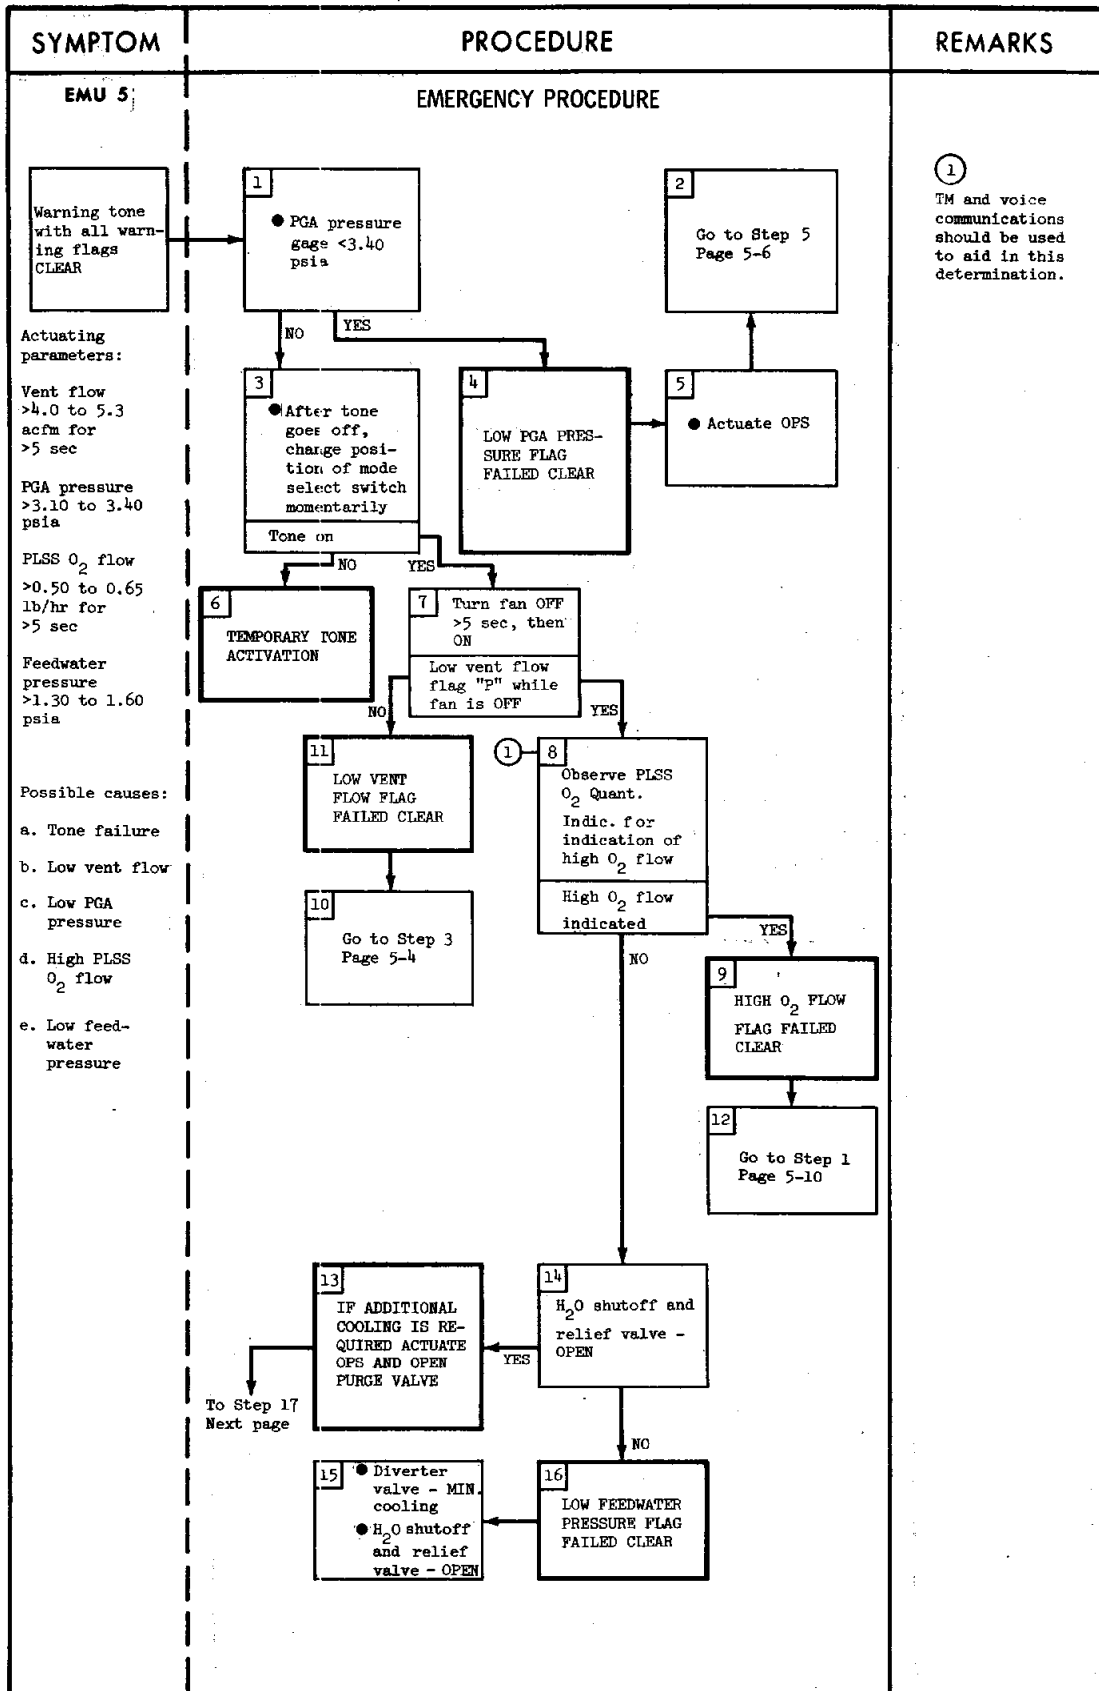 SYMPTOM
PROCEDURE
REMARKS
EMU 5
EMERGENCY PROCEDURE
Warning tone
with all warn-
ing flags
CLEAR
Actuating
parameters:
Vent flow
>4.0 to 5.3
acfm for
>5 sec
PGA pressure
>3.10 to 3.40
psia
PLSS O2 flow
>0.50 to 0.65
lb/hr for
>5 sec
Feedwater
pressure
>1.30 to 1.60
psia
Possible causes:
a. Tone failure
b. Low vent flow
c. Low PGA
pressure
d. High PLSS
O2 flow
e. Low feed-
water
pressure
1
● PGA pressure
gage <3.40
psia
NO
YES
2
Go to Step 5
Page 5-6
3
● After tone
goes off,
change posi-
tion of mode
select switch
momentarily
Tone on
NO
YES
4
LOW PGA PRES-
SURE FLAG
FAILED CLEAR
5
● Actuate OPS
6
TEMPORARY TONE
ACTIVATION
7
Turn fan OFF
>5 sec, then
ON
Low vent flow
flag "P" while
fan is OFF
NO
YES
11
LOW VENT
FLOW FLAG
FAILED CLEAR
10
Go to Step 3
Page 5-4
1
8
Observe PLSS
O2 Quant.
Indic. for
indication of
high O2 flow
High O2 flow
indicated
YES
NO
9
HIGH O2 FLOW
FLAG FAILED
CLEAR
12
Go to Step 1
Page 5-10
13
IF ADDITIONAL
COOLING IS RE-
QUIRED ACTUATE
OPS AND OPEN
PURGE VALVE
To Step 17
Next page
14
H2O shutoff and
relief valve -
OPEN
YES
NO
15
● Diverter
valve - MIN.
cooling
● H2O shutoff
and relief
valve - OPEN
16
LOW FEEDWATER
PRESSURE FLAG
FAILED CLEAR
1
TM and voice
communications
should be used
to aid in this
determination.